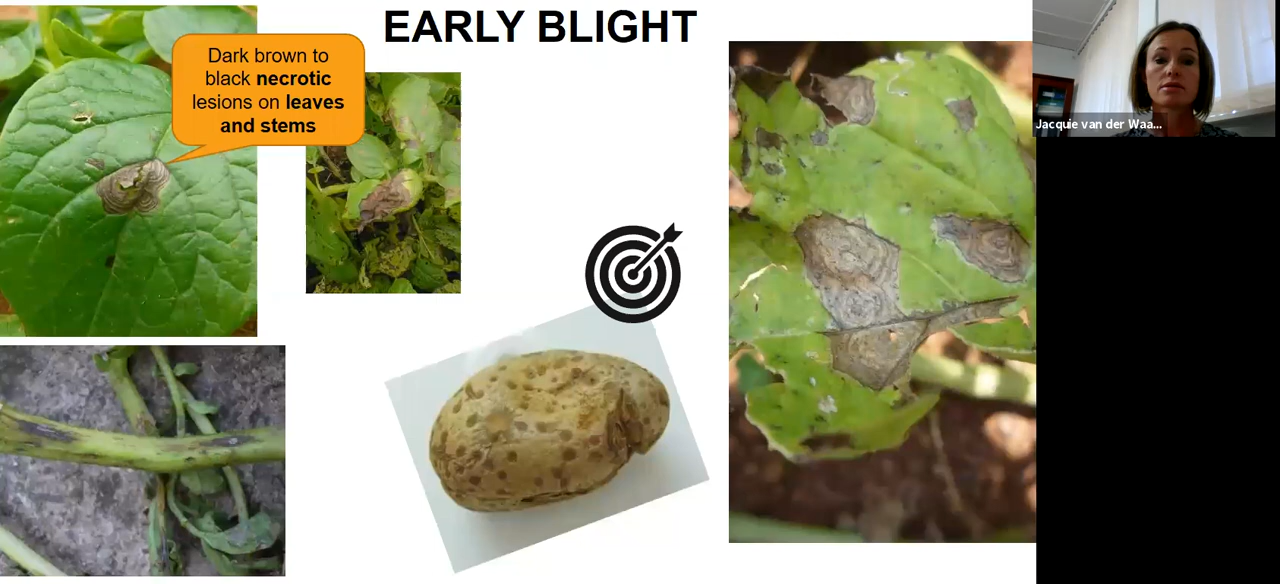 EARLY BLIGHT
Dark brown to
black necrotic
lesions on leaves
and stems
Jacquie van der Waa...